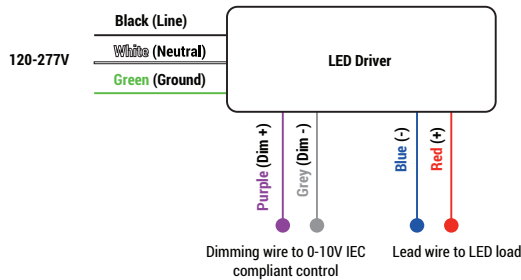 Black (Line)
120-277V
White (Neutral)
Green (Ground)
LED Driver
Purple (Dim +)
Grey (Dim -)
Blue (-)
Red (+)
Dimming wire to 0-10V IEC
compliant control
Lead wire to LED load